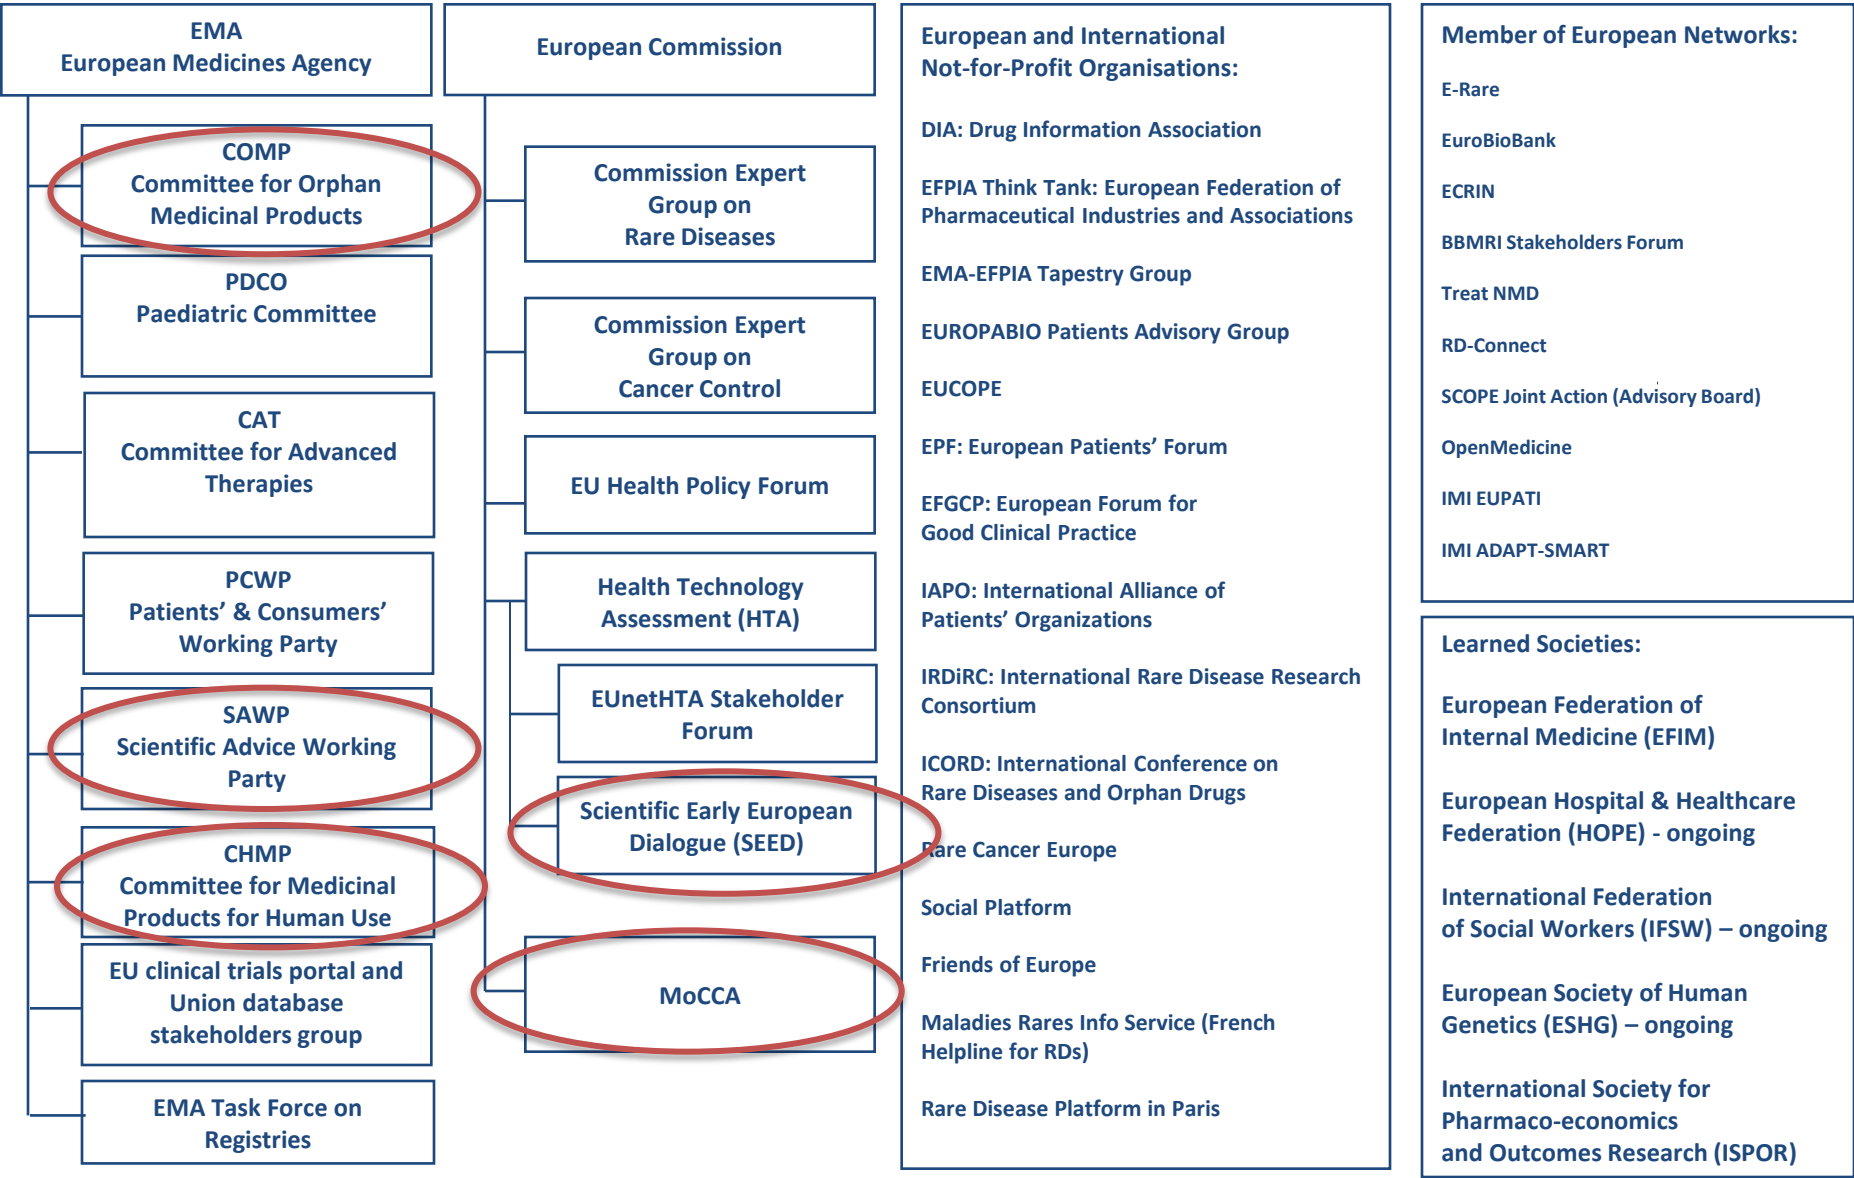 EMA
European Medicines Agency
COMP
Committee for Orphan
Medicinal Products
PDCO
Paediatric Committee
CAT
Committee for Advanced
Therapies
PCWP
Patients’ & Consumers’
Working Party
SAWP
Scientific Advice Working
Party
CHMP
Committee for Medicinal
Products for Human Use
EU clinical trials portal and
Union database
stakeholders group
EMA Task Force on
Registries
European Commission
Commission Expert
Group on
Rare Diseases
Commission Expert
Group on
Cancer Control
EU Health Policy Forum
Health Technology
Assessment (HTA)
EUnetHTA Stakeholder
Forum
Scientific Early European
Dialogue (SEED)
MoCCA
European and International
Not-for-Profit Organisations:
DIA: Drug Information Association
EFPIA Think Tank: European Federation of
Pharmaceutical Industries and Associations
EMA-EFPIA Tapestry Group
EUROPABIO Patients Advisory Group
EUCOPE
EPF: European Patients’ Forum
EFGCP: European Forum for
Good Clinical Practice
IAPO: International Alliance of
Patients’ Organizations
IRDiRC: International Rare Disease Research
Consortium
ICORD: International Conference on
Rare Diseases and Orphan Drugs
Rare Cancer Europe
Social Platform
Friends of Europe
Maladies Rares Info Service (French
Helpline for RDs)
Rare Disease Platform in Paris
Member of European Networks:
E-Rare
EuroBioBank
ECRIN
BBMRI Stakeholders Forum
Treat NMD
RD-Connect
SCOPE Joint Action (Advisory Board)
OpenMedicine
IMI EUPATI
IMI ADAPT-SMART
Learned Societies:
European Federation of
Internal Medicine (EFIM)
European Hospital & Healthcare
Federation (HOPE) - ongoing
International Federation
of Social Workers (IFSW) – ongoing
European Society of Human
Genetics (ESHG) – ongoing
International Society for
Pharmaco-economics
and Outcomes Research (ISPOR)